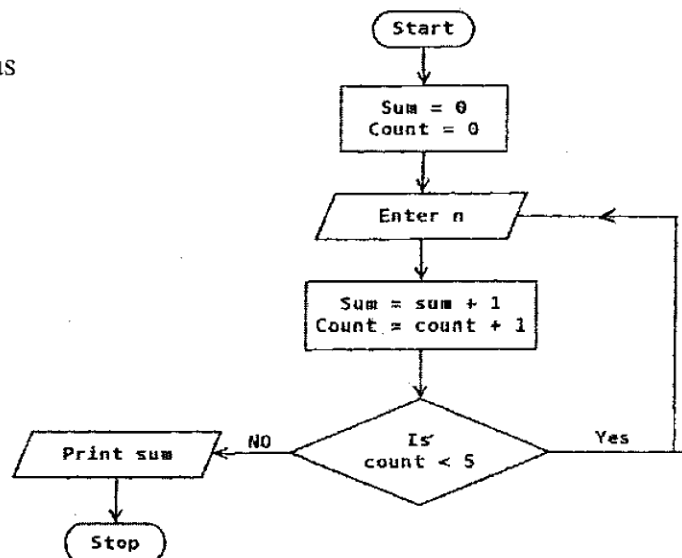 Start
us
Sum = 0
Count = 0
Enter n
Sum = sum + 1
Count = count + 1
Is
count < 5
Yes
NO
Print sum
Stop